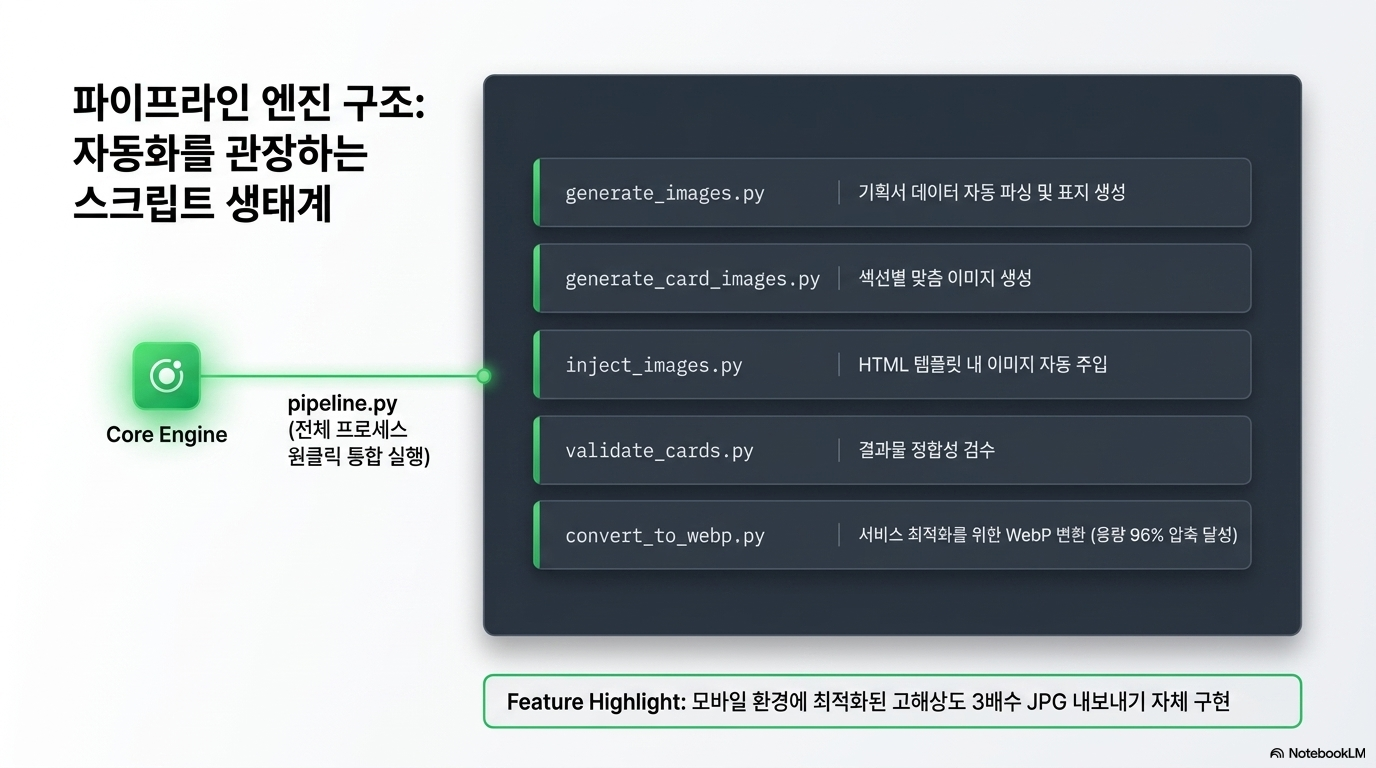 파이프라인 엔진 구조:
자동화를 관장하는
스크립트 생태계
Core Engine
pipeline.py
(전체 프로세스
원클릭 통합 실행)
generate_images.py | 기획서 데이터 자동 파싱 및 표지 생성
generate_card_images.py | 섹션별 맞춤 이미지 생성
inject_images.py | HTML 템플릿 내 이미지 자동 주입
validate_cards.py | 결과물 정합성 검수
convert_to_webp.py | 서비스 최적화를 위한 WebP 변환 (용량 96% 압축 달성)
Feature Highlight: 모바일 환경에 최적화된 고해상도 3배수 JPG 내보내기 자체 구현
NotebookLM